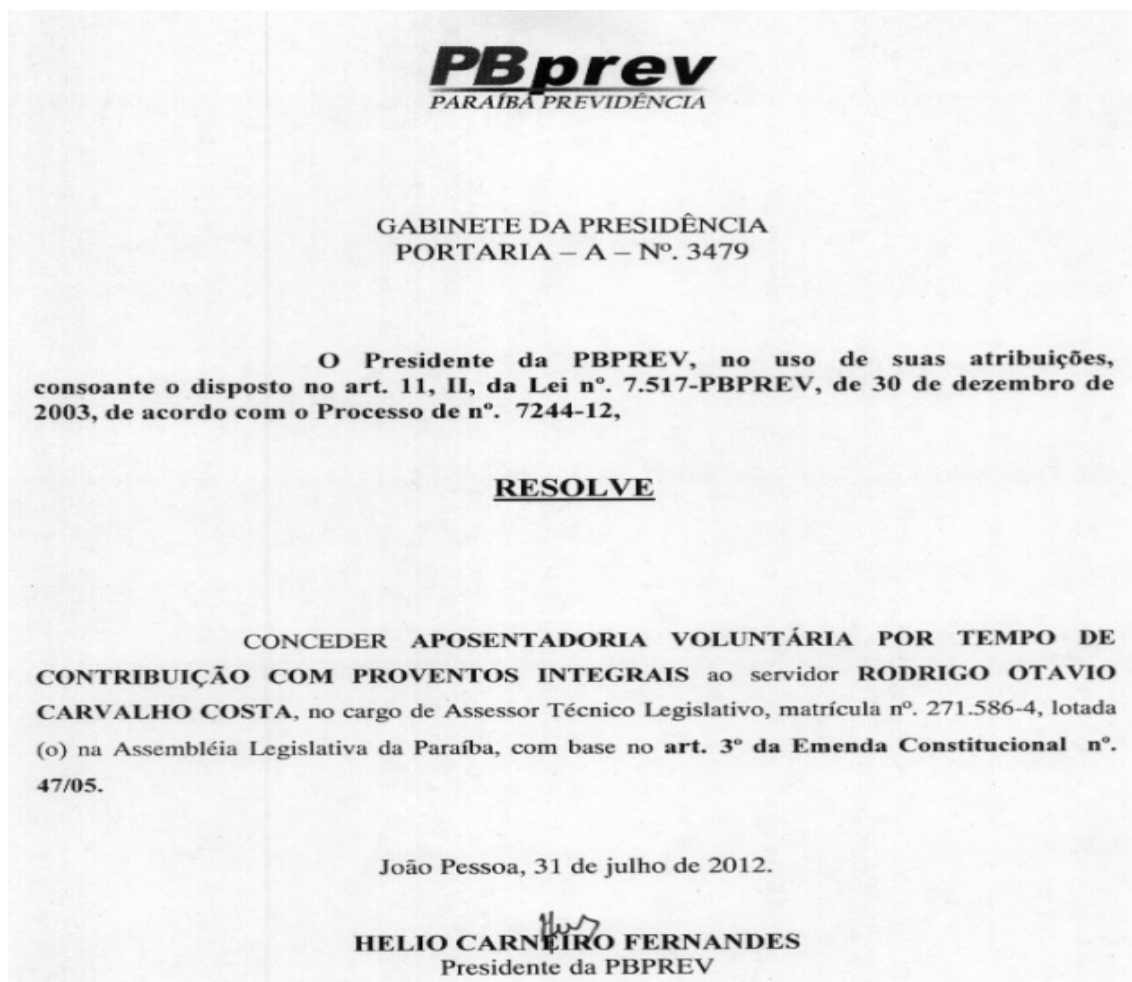 PBprev
PARAÍBA PREVIDÊNCIA
GABINETE DA PRESIDÊNCIA
PORTARIA – A – Nº. 3479
O Presidente da PBPREV, no uso de suas atribuições,
consoante o disposto no art. 11, II, da Lei nº. 7.517-PBPREV, de 30 de dezembro de
2003, de acordo com o Processo de nº. 7244-12,
RESOLVE
CONCEDER APOSENTADORIA VOLUNTÁRIA POR TEMPO DE
CONTRIBUIÇÃO COM PROVENTOS INTEGRAIS ao servidor RODRIGO OTAVIO
CARVALHO COSTA, no cargo de Assessor Técnico Legislativo, matrícula nº. 271.586-4, lotada
(o) na Assembléia Legislativa da Paraíba, com base no art. 3º da Emenda Constitucional nº.
47/05.
João Pessoa, 31 de julho de 2012.
HELIO CARNEIRO FERNANDES
Presidente da PBPREV